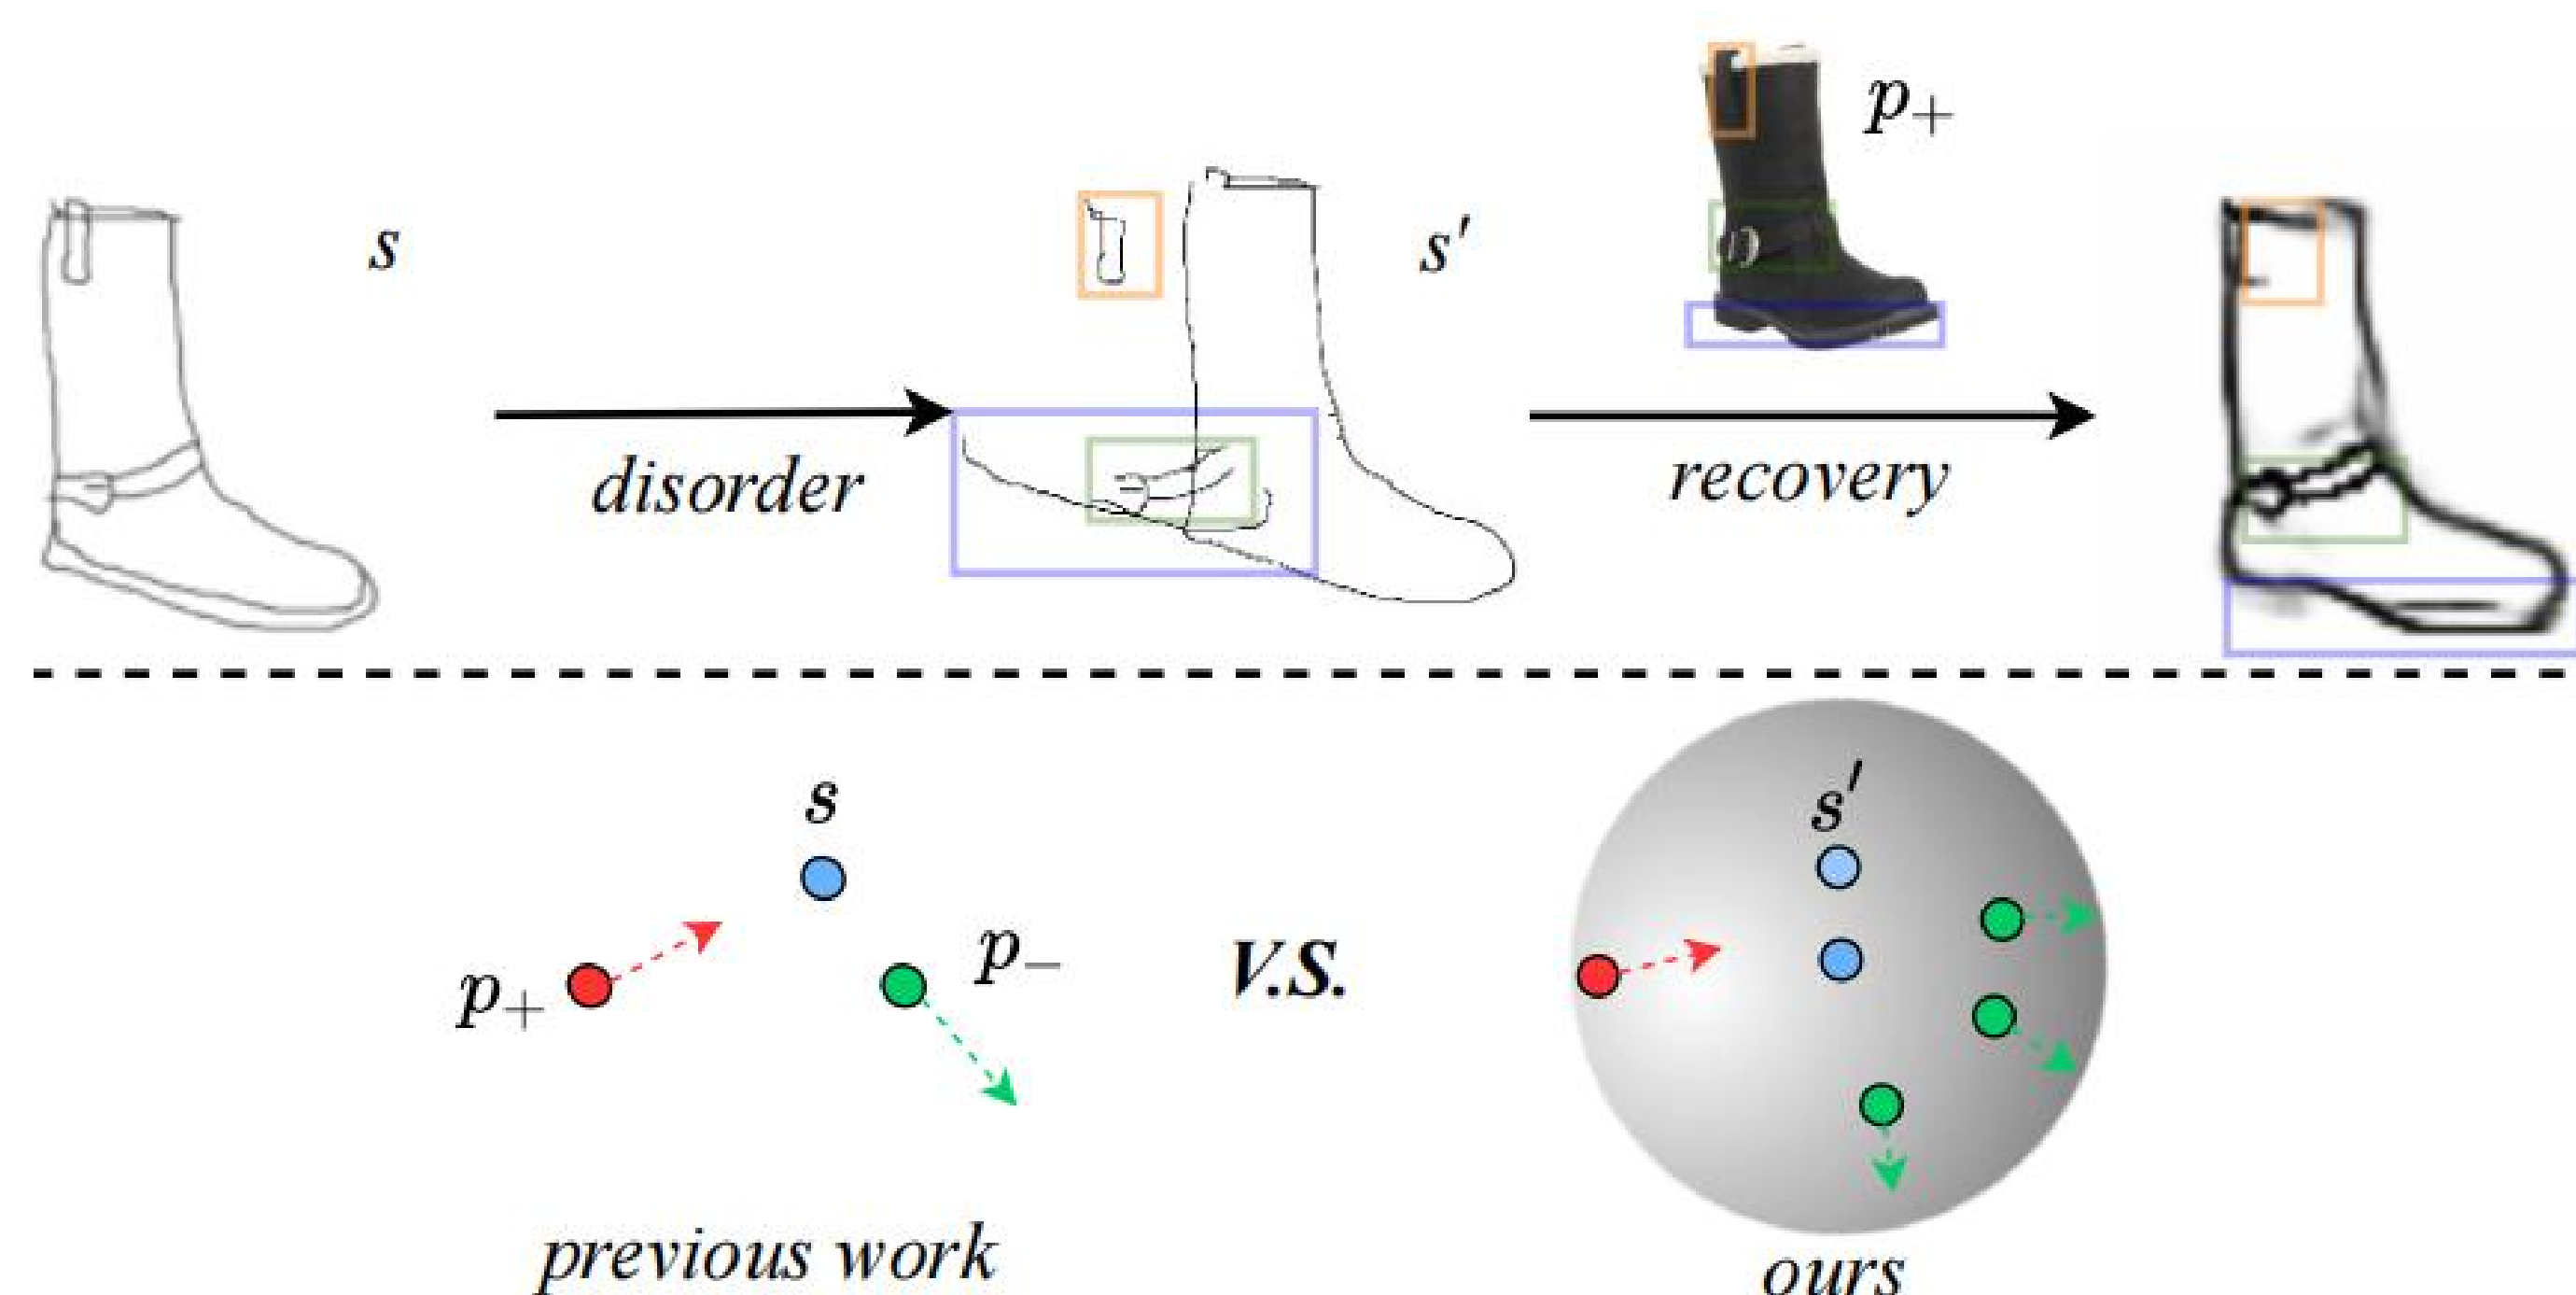 s
s′
p₊
disorder
recovery
s
s′
p₊
p₋
V.S.
previous work
ours